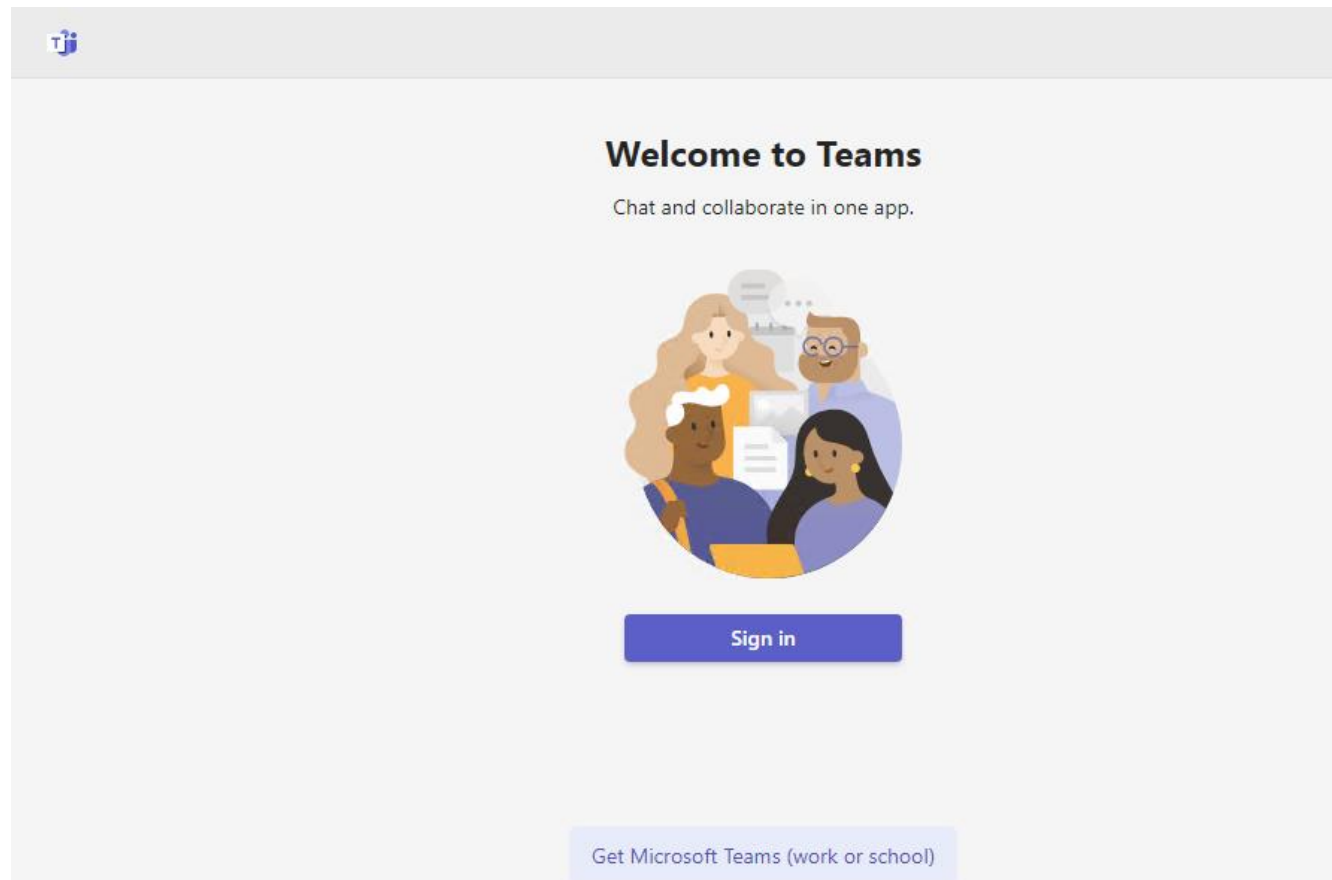 T
Welcome to Teams
Chat and collaborate in one app.
Sign in
Get Microsoft Teams (work or school)